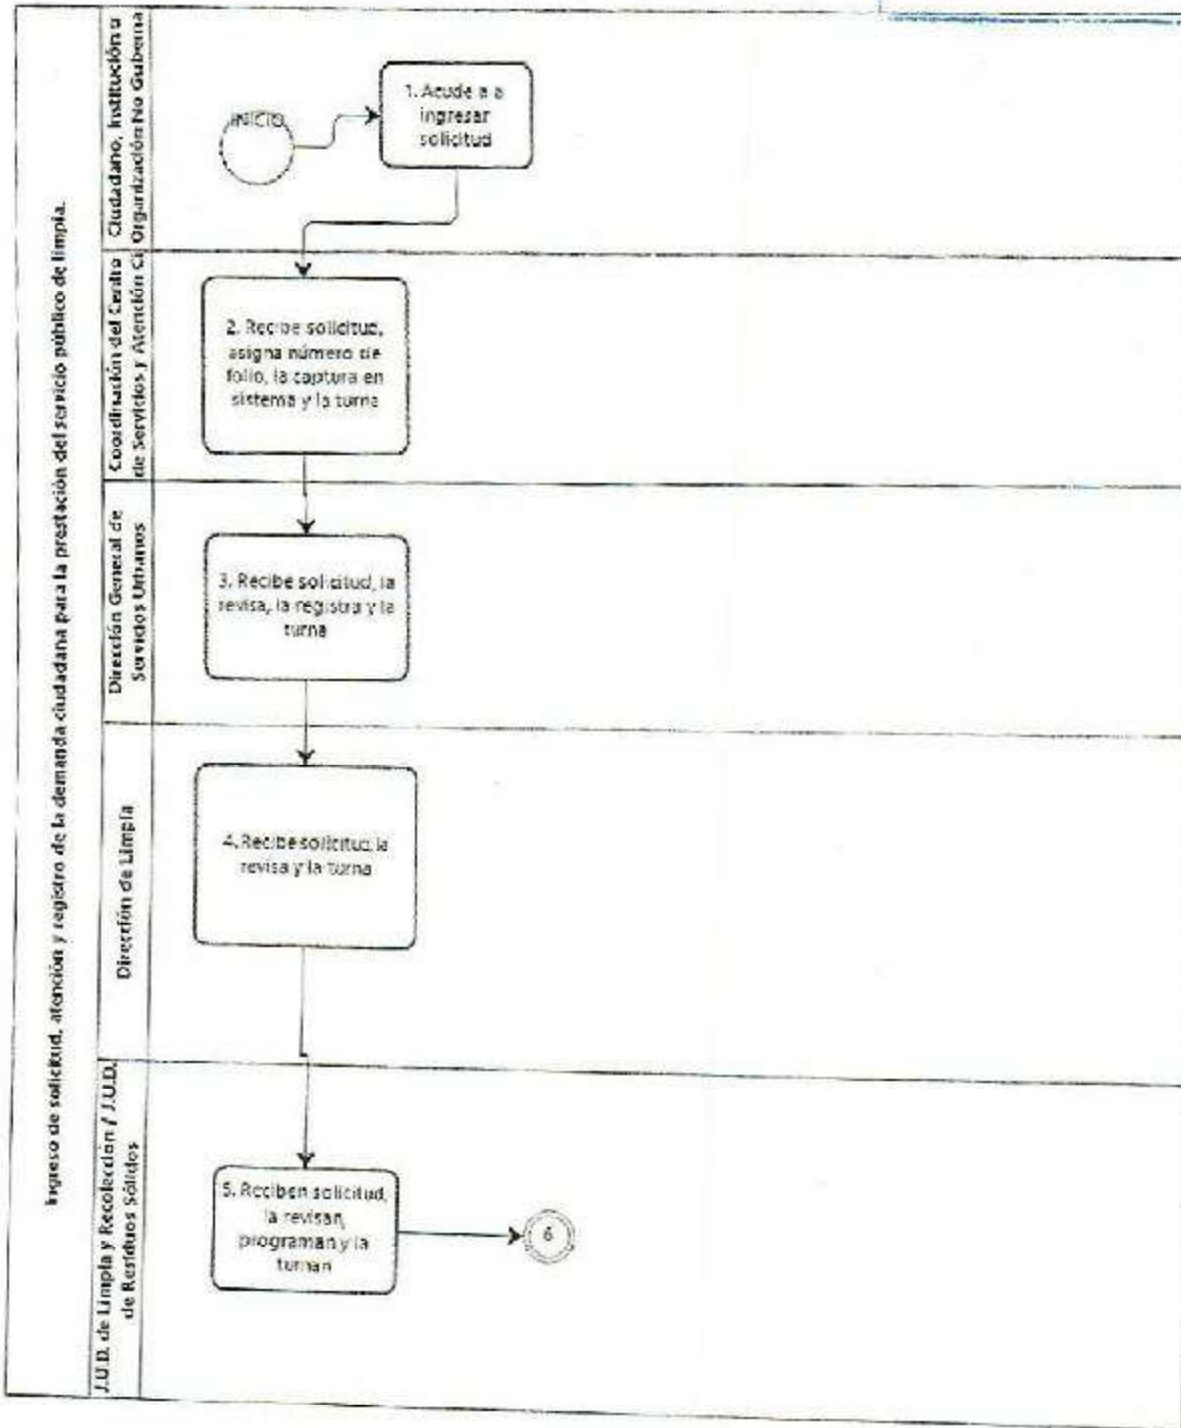 Ingreso de solicitud, atención y registro de la demanda ciudadana para la prestación del servicio público de limpia.
Ciudadano, Institución u
Organización No Guberna
INICIO
1. Acude a a
ingresar
solicitud
Coordinación del Centro
de Servicios y Atención Ci
2. Recibe solicitud,
asigna número de
folio, la captura en
sistema y la turna
Dirección General de
Servicios Urbanos
3. Recibe solicitud, la
revisa, la registra y la
turna
Dirección de Limpia
4. Recibe solicitud, la
revisa y la turna
J.U.D. de Limpia y Recolección / J.U.D.
de Residuos Sólidos
5. Reciben solicitud,
la revisan,
programan y la
turnan
6